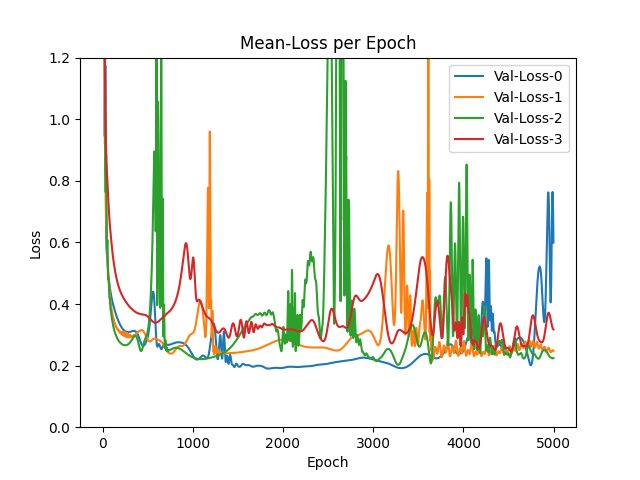 Mean-Loss per Epoch
Val-Loss-0
Val-Loss-1
Val-Loss-2
Val-Loss-3
Loss
1.2
1.0
0.8
0.6
0.4
0.2
0.0
0 1000 2000 3000 4000 5000
Epoch